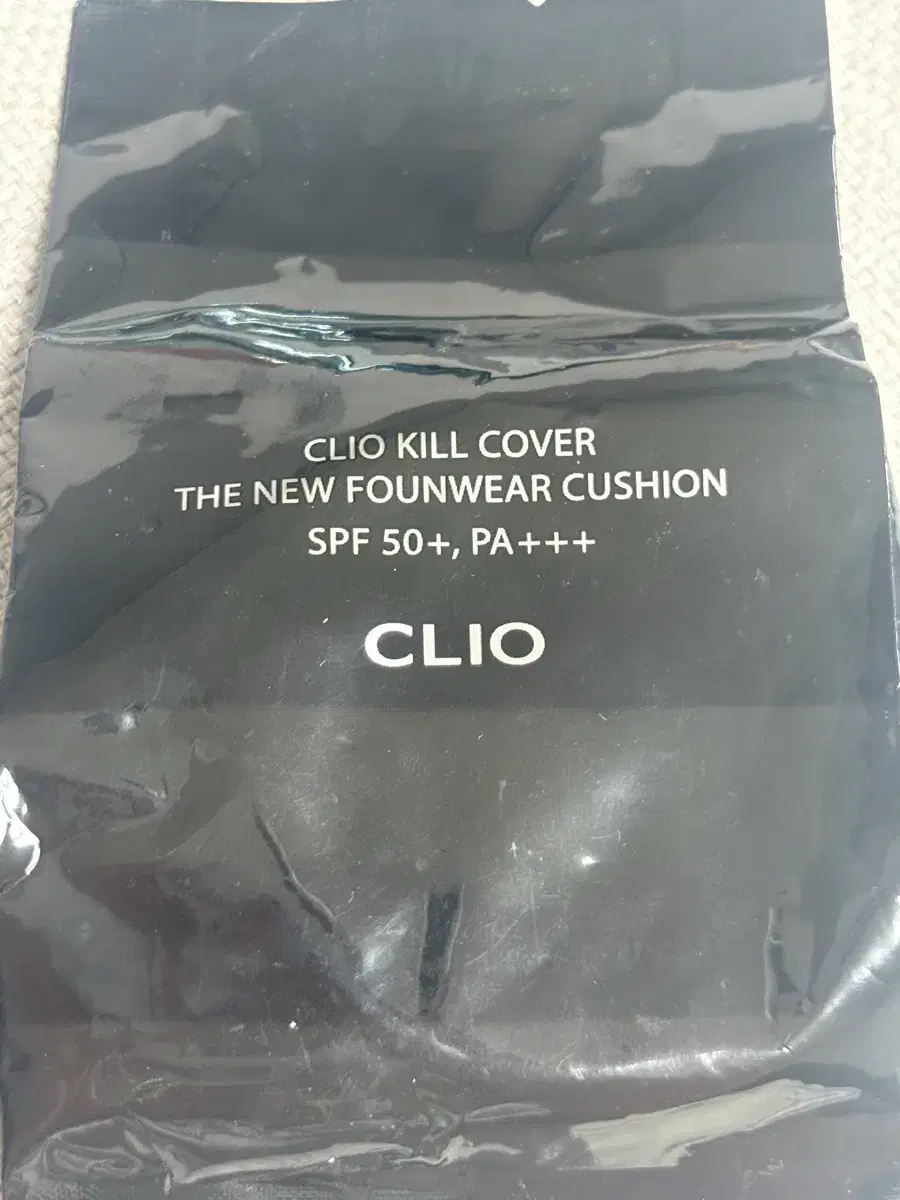 CLIO KILL COVER
THE NEW FOUNWEAR CUSHION
SPF 50+, PA+++
CLIO